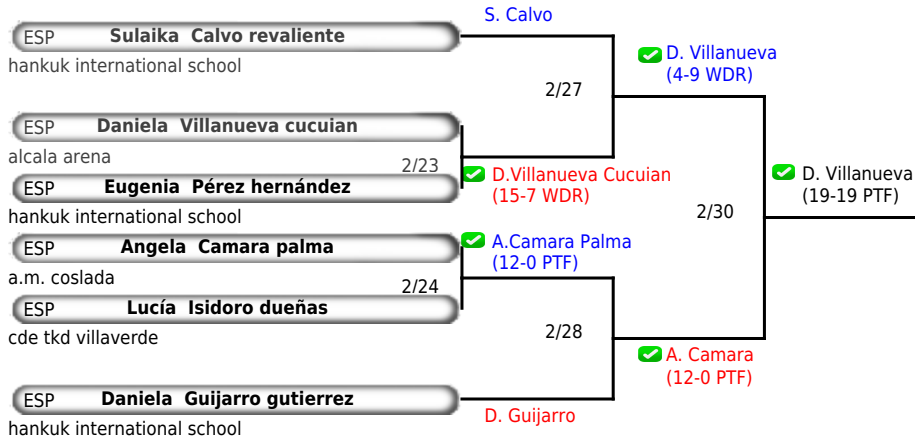 S. Calvo
ESP Sulaika Calvo revaliente
hankuk international school
D. Villanueva
(4-9 WDR)
2/27
ESP Daniela Villanueva cucuian
alcala arena
2/23
D.Villanueva Cucuian
(15-7 WDR)
ESP Eugenia Pérez hernández
hankuk international school
D. Villanueva
(19-19 PTF)
2/30
ESP Angela Camara palma
a.m. coslada
A.Camara Palma
(12-0 PTF)
2/24
ESP Lucía Isidoro dueñas
cde tkd villaverde
2/28
A. Camara
(12-0 PTF)
ESP Daniela Guijarro gutierrez
hankuk international school
D. Guijarro